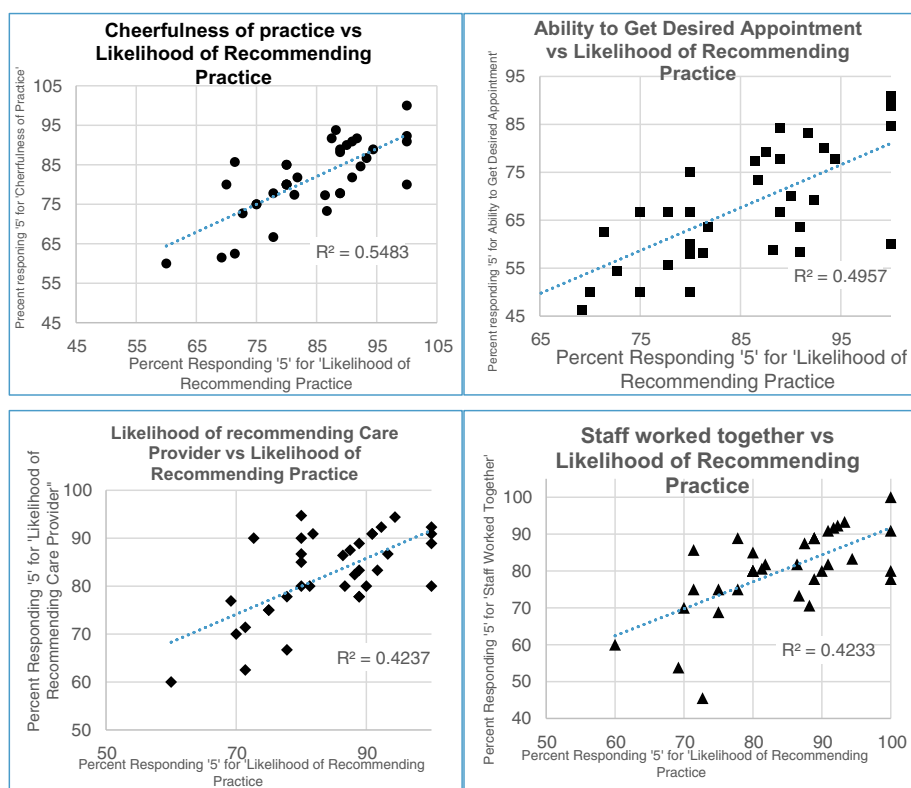 Cheerfulness of practice vs
Likelihood of Recommending
Practice
Precent responing '5' for 'Cherrfulness of Practice'
105
95
85
75
65
55
45
R² = 0.5483
45 55 65 75 85 95 105
Percent Responding '5' for 'Likelihood of
Recommending Practice
Ability to Get Desired Appointment
vs Likelihood of Recommending
Practice
Percent responding '5' for Ability to Get Desired Appointment'
95
85
75
65
55
45
R² = 0.4957
65 75 85 95
Percent Responding '5' for 'Likelihood of
Recommending Practice
Likelihood of recommending Care
Provider vs Likelihood of
Recommending Practice
Percent Responding '5' for 'Likelihood of
Recommending Care Provider"
100
90
80
70
60
50
R² = 0.4237
50 70 90
Percent Responding '5' for 'Likelihood of Recommending
Practice
Staff worked together vs
Likelihood of Recommending
Practice
Percent Responding '5' for 'Staff Worked Together'
100
90
80
70
60
50
40
R² = 0.4233
50 60 70 80 90 100
Percent Responding '5' for 'Likelihood of Recommending
Practice